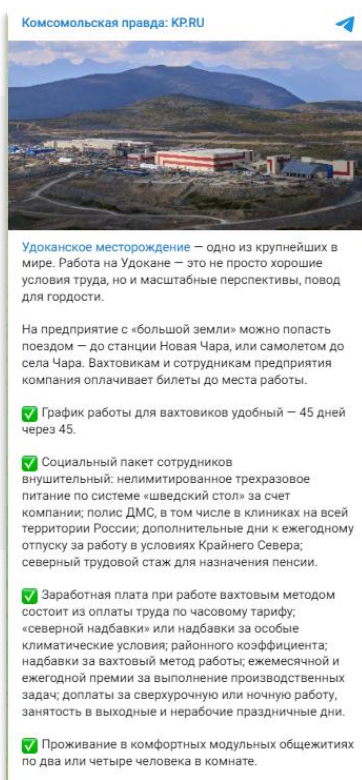 Комсомольская правда: KP.RU
Удоканское месторождение — одно из крупнейших в
мире. Работа на Удокане — это не просто хорошие
условия труда, но и масштабные перспективы, повод
для гордости.
На предприятие с «большой земли» можно попасть
поездом — до станции Новая Чара, или самолетом до
села Чара. Вахтовикам и сотрудникам предприятия
компания оплачивает билеты до места работы.
✅ График работы для вахтовиков удобный — 45 дней
через 45.
✅ Социальный пакет сотрудников
внушительный: нелимитированное трехразовое
питание по системе «шведский стол» за счет
компании; полис ДМС, в том числе в клиниках на всей
территории России; дополнительные дни к ежегодному
отпуску за работу в условиях Крайнего Севера;
северный трудовой стаж для назначения пенсии.
✅ Заработная плата при работе вахтовым методом
состоит из оплаты труда по часовому тарифу;
«северной надбавки» или надбавки за особые
климатические условия; районного коэффициента;
надбавки за вахтовый метод работы; ежемесячной и
ежегодной премии за выполнение производственных
задач; доплаты за сверхурочную или ночную работу,
занятость в выходные и нерабочие праздничные дни.
✅ Проживание в комфортных модульных общежитиях
по два или четыре человека в комнате.